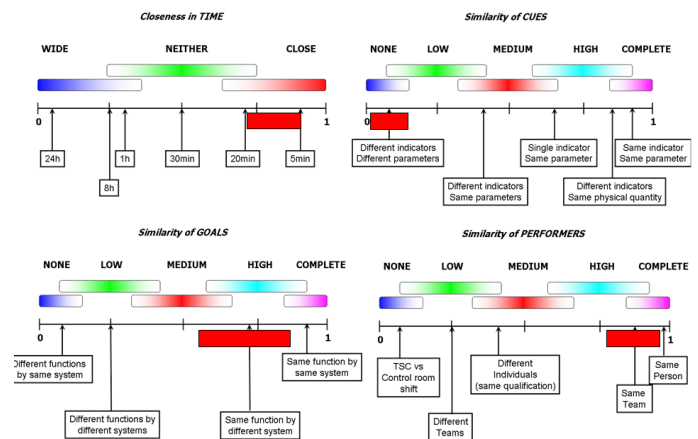 Closeness in TIME
WIDE NEITHER CLOSE
0 1
24h 1h 30min 20min 5min
8h
Similarity of CUES
NONE LOW MEDIUM HIGH COMPLETE
0 1
Different indicators
Different parameters
Single indicator
Same parameter
Same indicator
Same parameter
Different indicators
Same parameters
Different indicators
Same physical quantity
Similarity of GOALS
NONE LOW MEDIUM HIGH COMPLETE
0 1
Different functions
by same system
Same function by
same system
Different functions by
different systems
Same function by
different system
Similarity of PERFORMERS
NONE LOW MEDIUM HIGH COMPLETE
0 1
TSC vs
Control room
shift
Different
Individuals
(same qualification)
Same
Person
Same
Team
Different
Teams